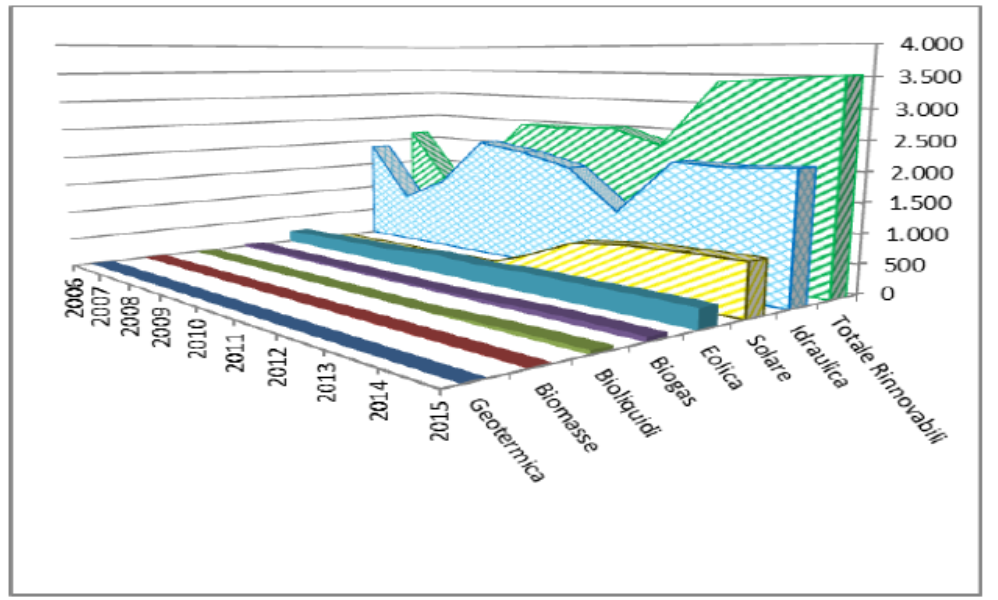 4.000
3.500
3.000
2.500
2.000
1.500
1.000
500
0
2006
2007
2008
2009
2010
2011
2012
2013
2014
2015
Geotermica
Biomasse
Bioliquidi
Biogas
Eolica
Solare
Idraulica
Totale Rinnovabili